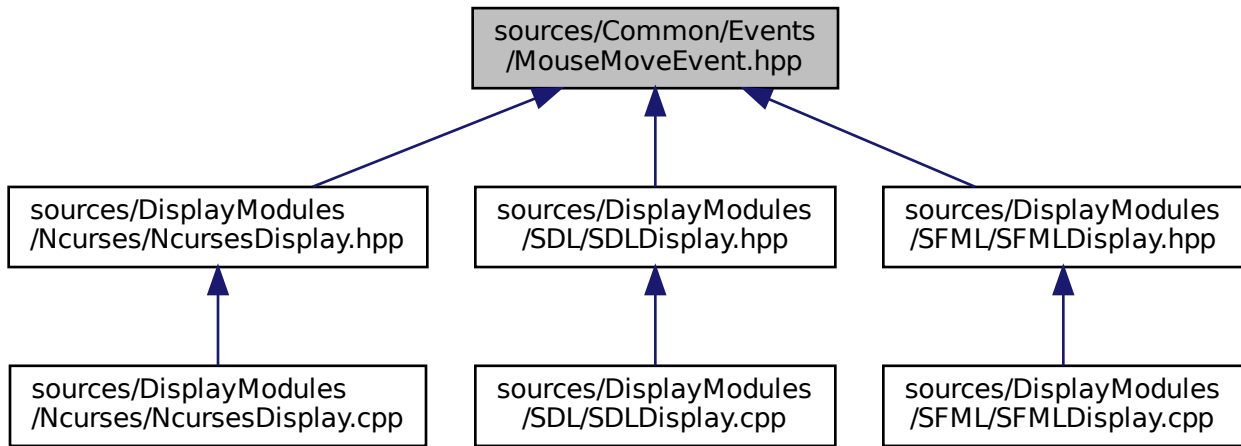 sources/Common/Events
/MouseMoveEvent.hpp
sources/DisplayModules
/Ncurses/NcursesDisplay.hpp
sources/DisplayModules
/SDL/SDLDisplay.hpp
sources/DisplayModules
/SFML/SFMLDisplay.hpp
sources/DisplayModules
/Ncurses/NcursesDisplay.cpp
sources/DisplayModules
/SDL/SDLDisplay.cpp
sources/DisplayModules
/SFML/SFMLDisplay.cpp